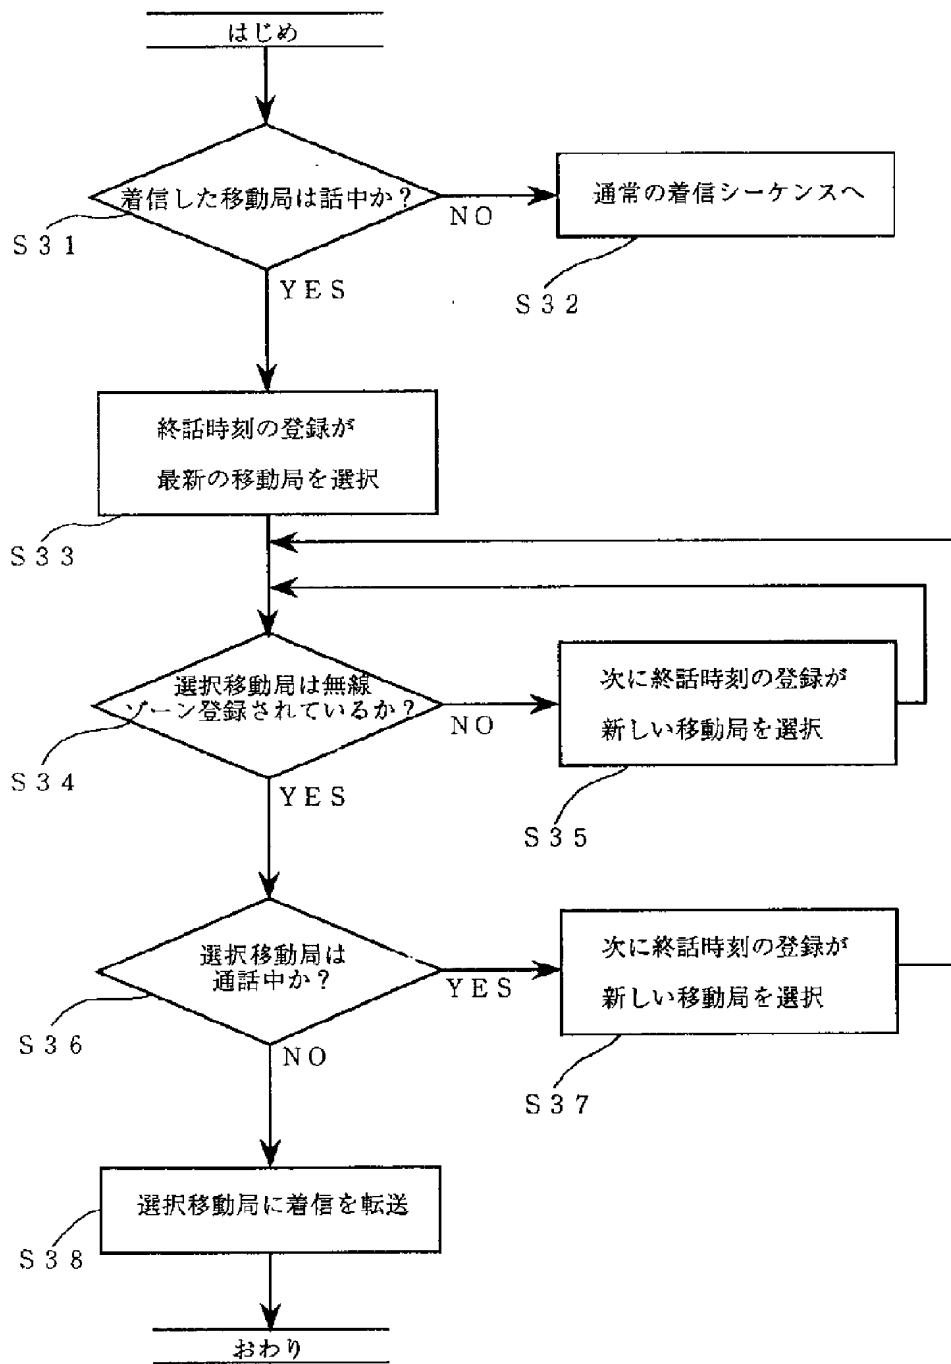 はじめ
着信した移動局は話中か？
NO
通常の着信シーケンスへ
S31
YES
S32
終話時刻の登録が
最新の移動局を選択
S33
選択移動局は無線
ゾーン登録されているか？
NO
次に終話時刻の登録が
新しい移動局を選択
S34
YES
S35
選択移動局は
通話中か？
YES
次に終話時刻の登録が
新しい移動局を選択
S36
NO
S37
選択移動局に着信を転送
S38
おわり